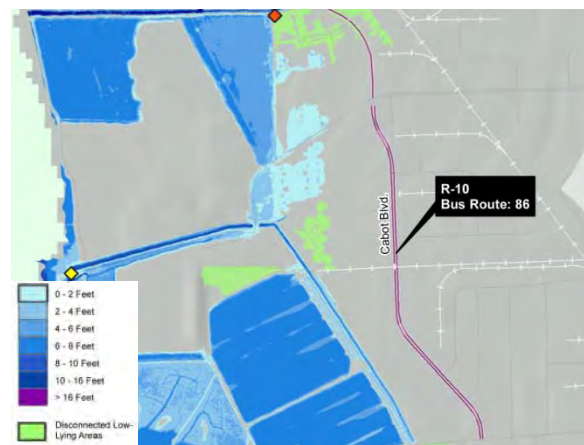 R-10
Bus Route: 86
Cabot Blvd.
0 - 2 Feet
2 - 4 Feet
4 - 6 Feet
6 - 8 Feet
8 - 10 Feet
10 - 16 Feet
> 16 Feet
Disconnected Low-
Lying Areas